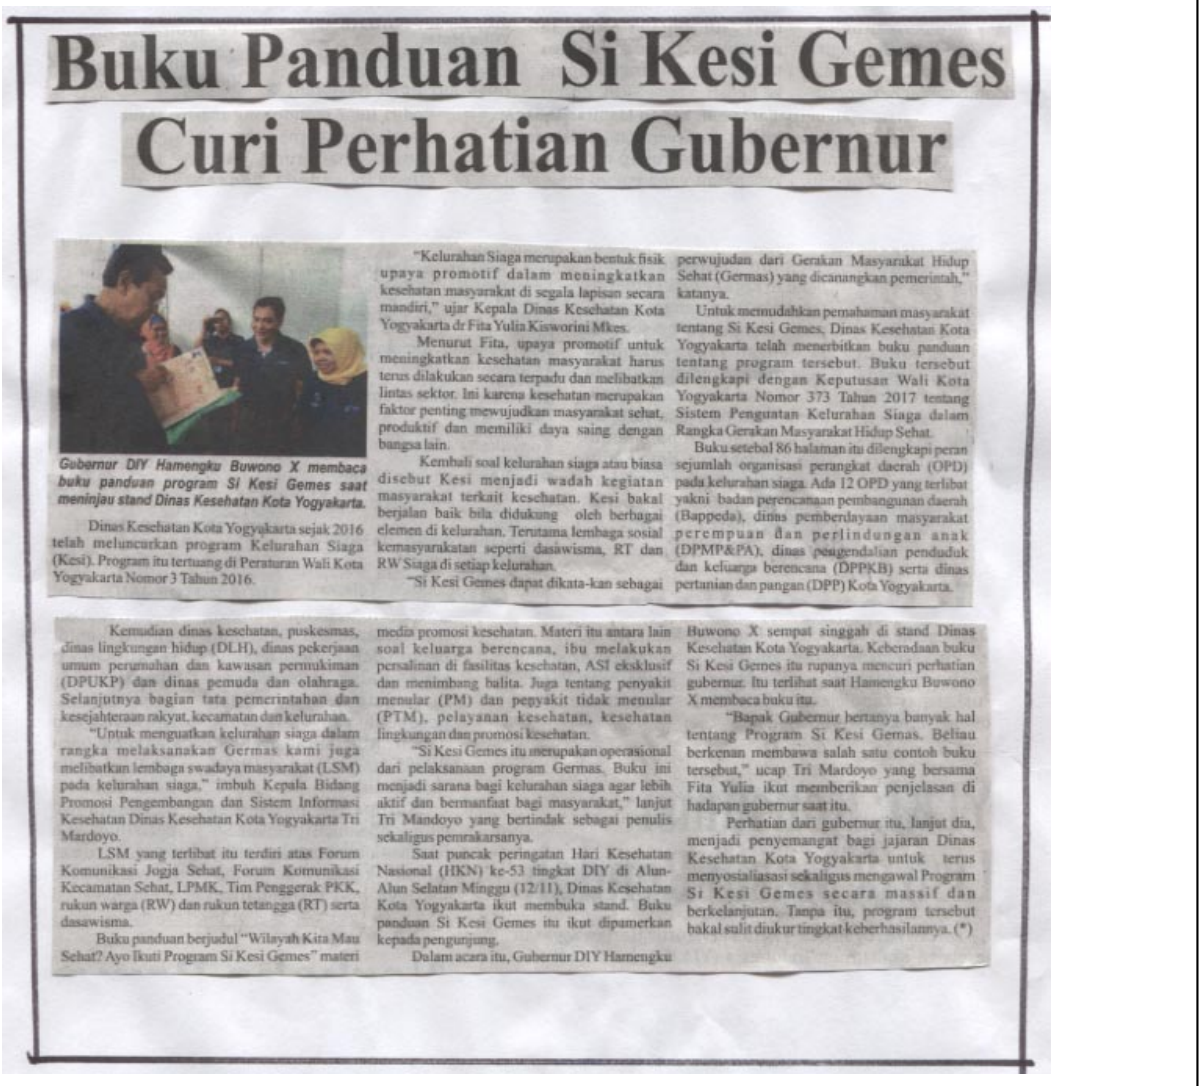 Buku Panduan Si Kesi Gemes
Curi Perhatian Gubernur
Gubernur DIY Hamengku Buwono X membaca
buku panduan program Si Kesi Gemes saat
meninjau stand Dinas Kesehatan Kota Yogyakarta.
Dinas Kesehatan Kota Yogyakarta sejak 2016
telah meluncurkan program Kelurahan Siaga
(Kesi). Program itu tertuang di Peraturan Wali Kota
Yogyakarta Nomor 3 Tahun 2016.
"Kelurahan Siaga merupakan bentuk fisik
upaya promotif dalam meningkatkan
kesehatan masyarakat di segala lapisan secara
mandiri," ujar Kepala Dinas Kesehatan Kota
Yogyakarta dr Fita Yulia Kisworini Mkes.
Menurut Fita, upaya promotif untuk
meningkatkan kesehatan masyarakat harus
terus dilakukan secara terpadu dan melibatkan
lintas sektor. Ini karena kesehatan merupakan
faktor penting mewujudkan masyarakat sehat,
produktif dan memiliki daya saing dengan
bangsa lain.
Kembali soal kelurahan siaga atau biasa
disebut Kesi menjadi wadah kegiatan
masyarakat terkait kesehatan. Kesi bakal
berjalan baik bila didukung oleh berbagai
elemen di kelurahan. Terutama lembaga sosial
kemasyarakatan seperti dasawisma, RT dan
RW Siaga di setiap kelurahan.
"Si Kesi Gemes dapat dikata-kan sebagai
perwujudan dari Gerakan Masyarakat Hidup
Sehat (Germas) yang dicanangkan pemerintah,"
katanya.
Untuk memudahkan pemahaman masyarakat
tentang Si Kesi Gemes, Dinas Kesehatan Kota
Yogyakarta telah menerbitkan buku panduan
tentang program tersebut. Buku tersebut
dilengkapi dengan Keputusan Wali Kota
Yogyakarta Nomor 373 Tahun 2017 tentang
Sistem Penguatan Kelurahan Siaga dalam
Rangka Gerakan Masyarakat Hidup Sehat.
Buku setebal 86 halaman itu dilengkapi peran
sejumlah organisasi perangkat daerah (OPD)
pada kelurahan siaga. Ada 12 OPD yang terlibat
yakni badan perencanaan pembangunan daerah
(Bappeda), dinas pemberdayaan masyarakat
perempuan dan perlindungan anak
(DPMP&PA), dinas pengendalian penduduk
dan keluarga berencana (DPPKB) serta dinas
pertanian dan pangan (DPP) Kota Yogyakarta.
Kemudian dinas kesehatan, puskesmas,
dinas lingkungan hidup (DLH), dinas pekerjaan
umum perumahan dan kawasan permukiman
(DPUKP) dan dinas pemuda dan olahraga.
Selanjutnya bagian tata pemerintahan dan
kesejahteraan rakyat, kecamatan dan kelurahan.
"Untuk menguatkan kelurahan siaga dalam
rangka melaksanakan Germas kami juga
melibatkan lembaga swadaya masyarakat (LSM)
pada kelurahan siaga," imbuh Kepala Bidang
Promosi Pengembangan dan Sistem Informasi
Kesehatan Dinas Kesehatan Kota Yogyakarta Tri
Mardoyo.
LSM yang terlibat itu terdiri atas Forum
Komunikasi Jogja Sehat, Forum Komunikasi
Kecamatan Sehat, LPMK, Tim Penggerak PKK,
rukun warga (RW) dan rukun tetangga (RT) serta
dasawisma.
Buku panduan berjudul "Wilayah Kita Mau
Sehat? Ayo Ikuti Program Si Kesi Gemes" materi
media promosi kesehatan. Materi itu antara lain
soal keluarga berencana, ibu melakukan
persalinan di fasilitas kesehatan, ASI eksklusif
dan menimbang balita. Juga tentang penyakit
menular (PM) dan penyakit tidak menular
(PTM), pelayanan kesehatan, kesehatan
lingkungan dan promosi kesehatan.
"Si Kesi Gemes itu merupakan operasional
dari pelaksanaan program Germas. Buku ini
menjadi sarana bagi kelurahan siaga agar lebih
aktif dan bermanfaat bagi masyarakat," lanjut
Tri Mandoyo yang bertindak sebagai penulis
sekaligus pemrakarsanya.
Saat puncak peringatan Hari Kesehatan
Nasional (HKN) ke-53 tingkat DIY di Alun-
Alun Selatan Minggu (12/11), Dinas Kesehatan
Kota Yogyakarta ikut membuka stand. Buku
panduan Si Kesi Gemes itu ikut dipamerkan
kepada pengunjung.
Dalam acara itu, Gubernur DIY Hamengku
Buwono X sempat singgah di stand Dinas
Kesehatan Kota Yogyakarta. Keberadaan buku
Si Kesi Gemes itu rupanya mencuri perhatian
gubernur. Itu terlihat saat Hamengku Buwono
X membaca buku itu.
"Bapak Gubernur bertanya banyak hal
tentang Program Si Kesi Gemas. Beliau
berkenan membawa salah satu contoh buku
tersebut," ucap Tri Mardoyo yang bersama
Fita Yulia ikut memberikan penjelasan di
hadapan gubernur saat itu.
Perhatian dari gubernur itu, lanjut dia,
menjadi penyemangat bagi jajaran Dinas
Kesehatan Kota Yogyakarta untuk terus
menyosialiasasi sekaligus mengawal Program
Si Kesi Gemes secara massif dan
berkelanjutan. Tanpa itu, program tersebut
bakal sulit diukur tingkat keberhasilannya. (*)